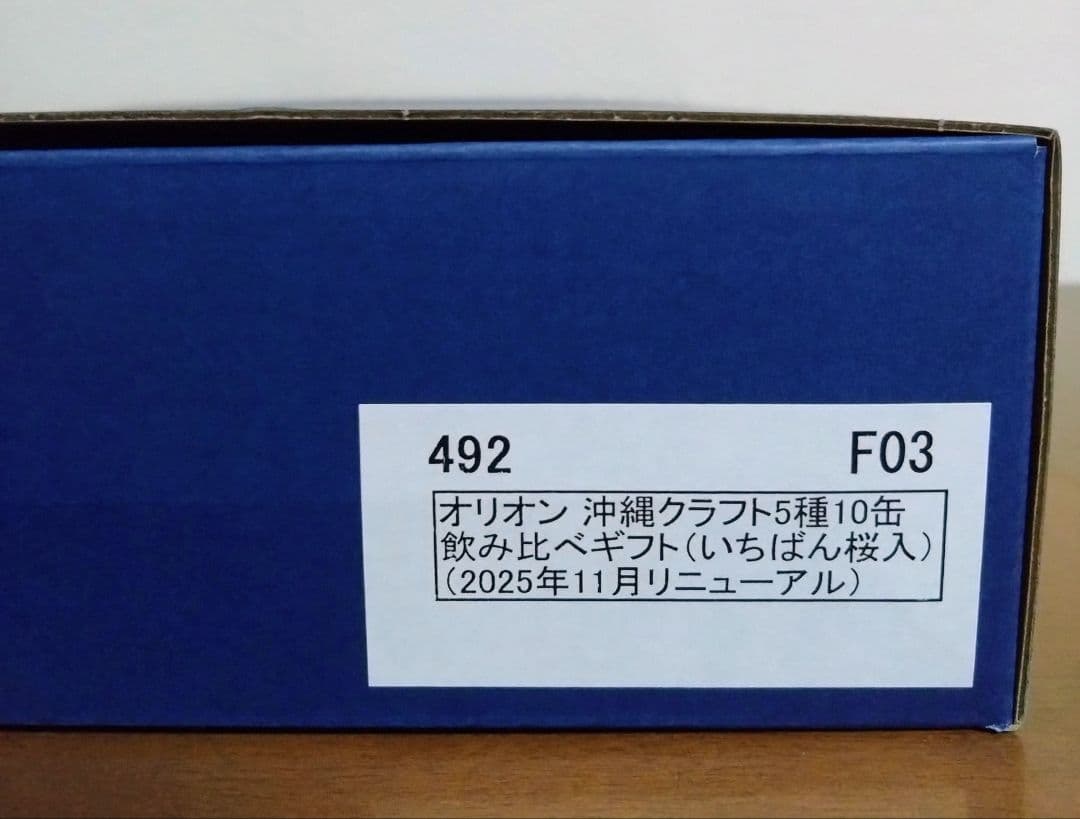 492 F03
オリオン 沖縄クラフト5種10缶
飲み比べギフト(いちばん桜入)
(2025年11月リニューアル)